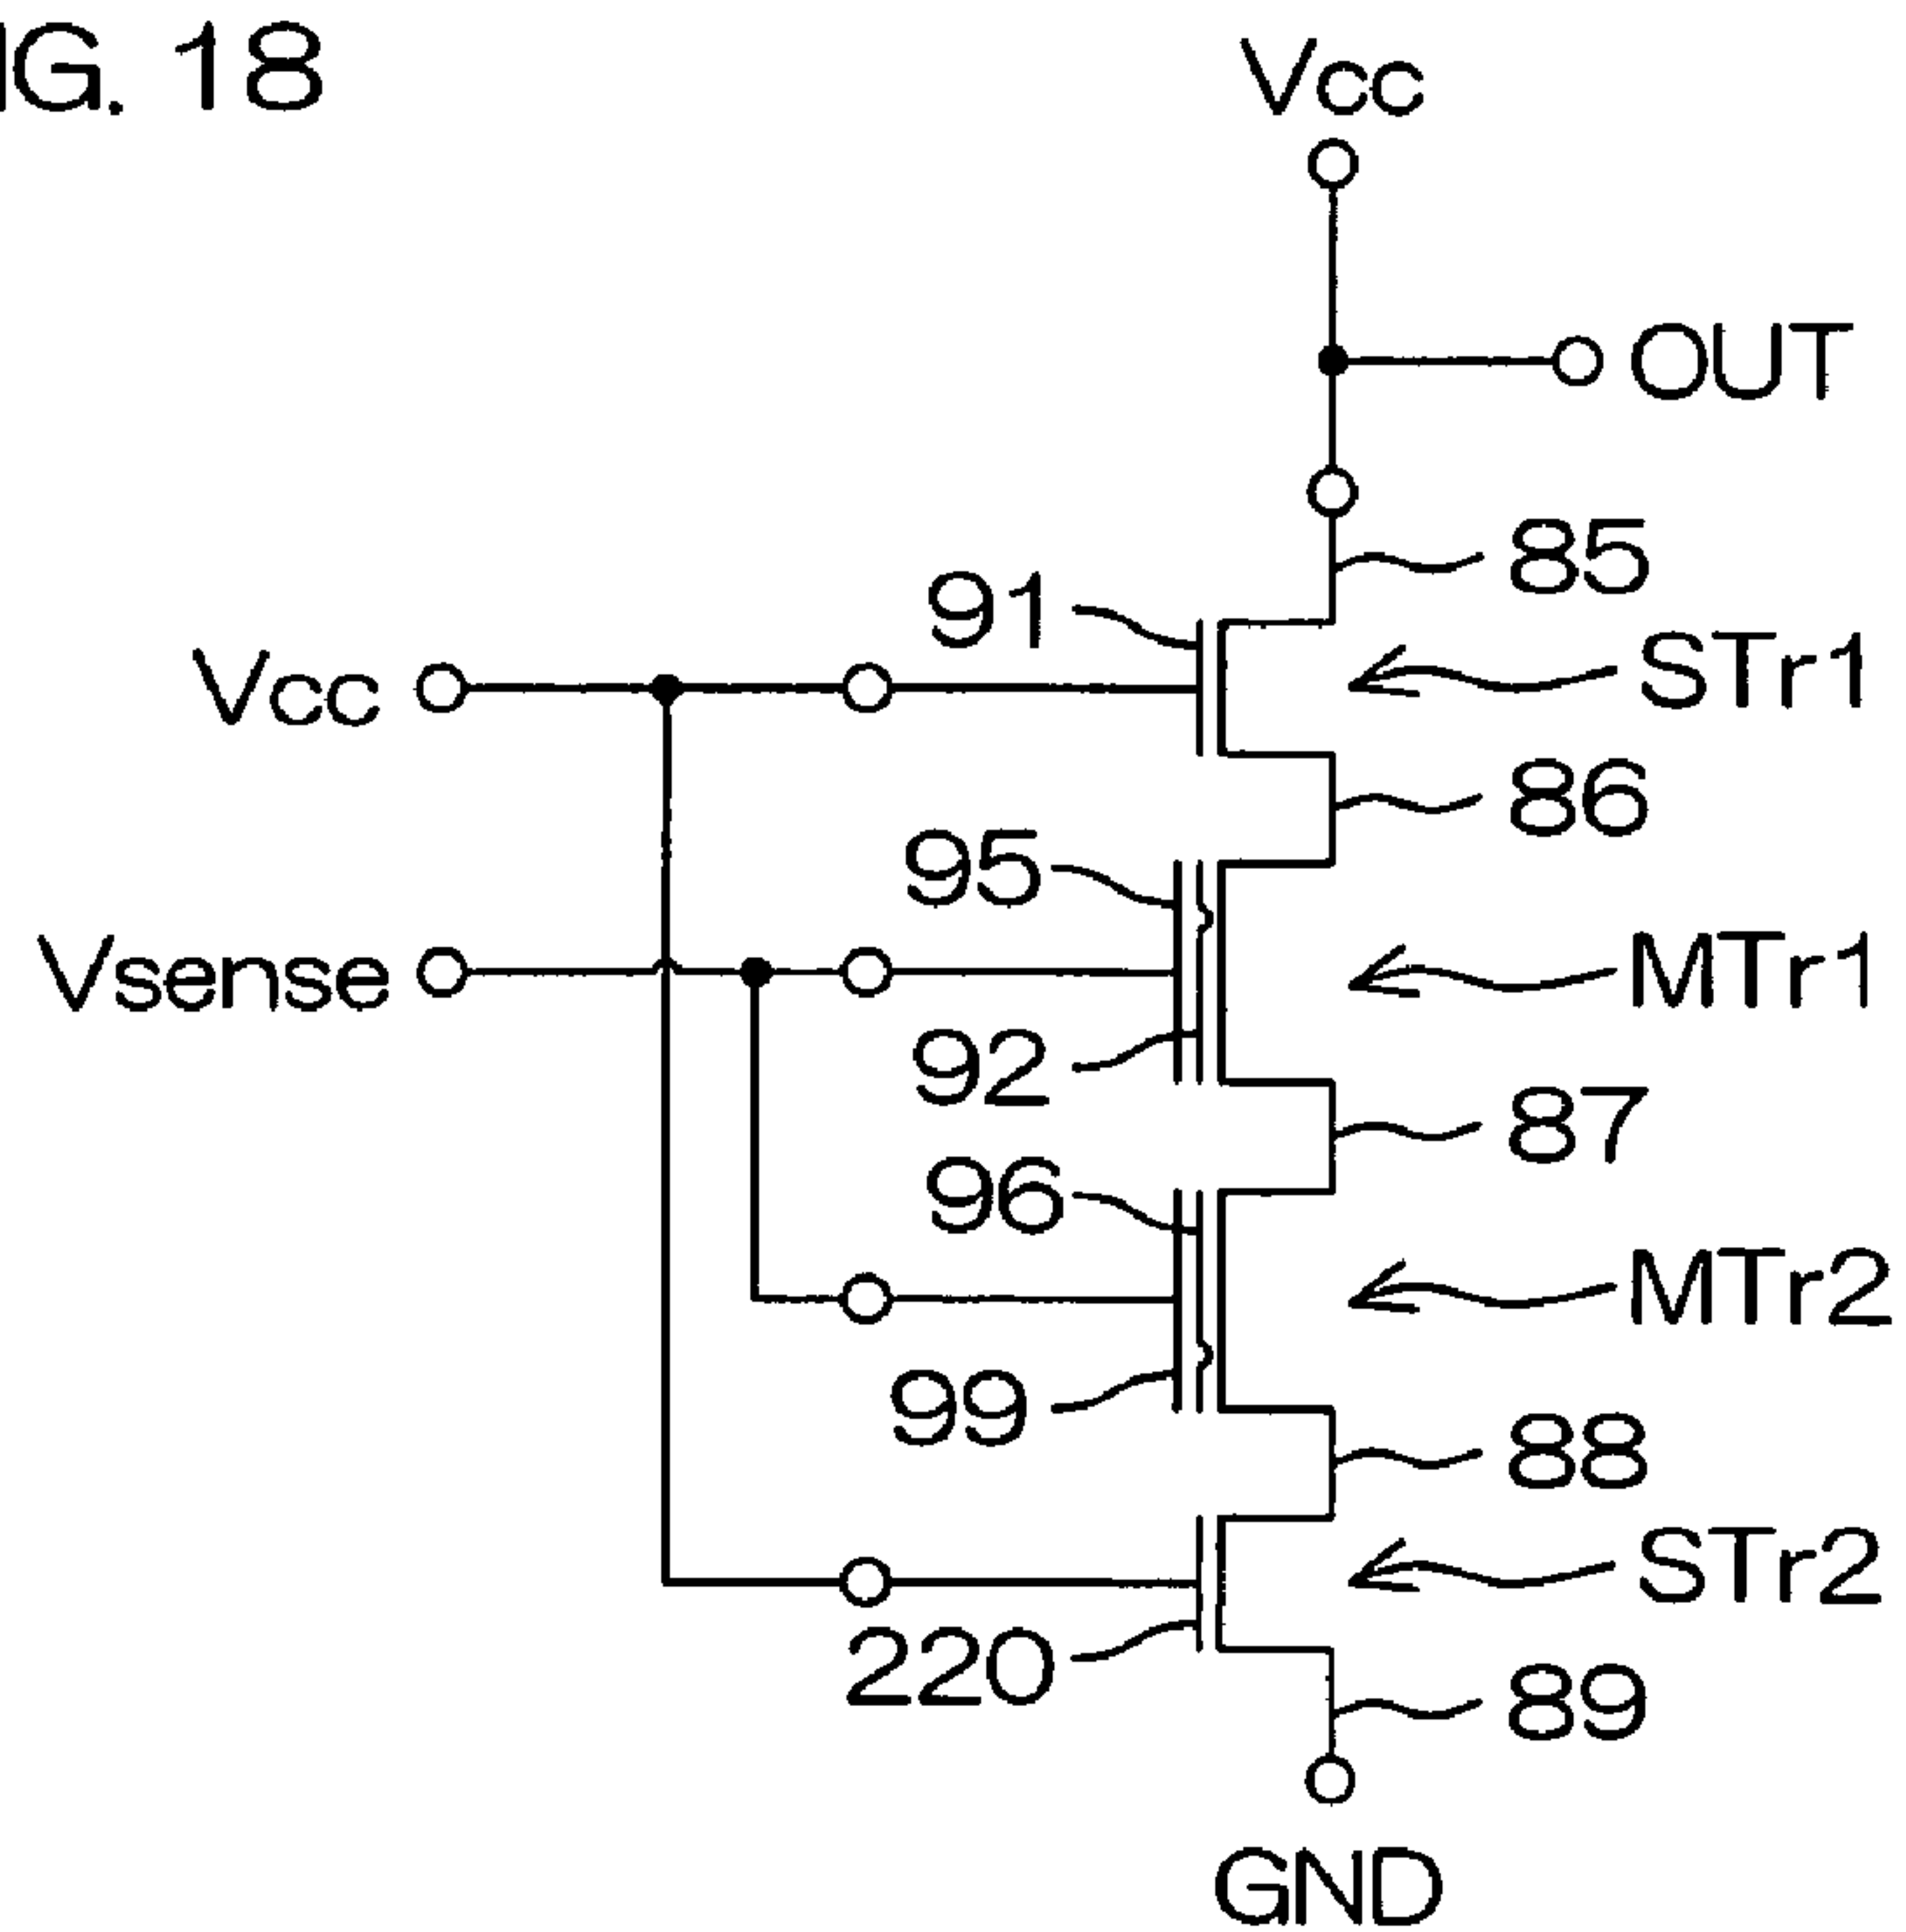 IG. 18
Vcc
OUT
85
91
STr1
Vcc
86
95
Vsense
MTr1
92
87
96
MTr2
99
88
STr2
220
89
GND